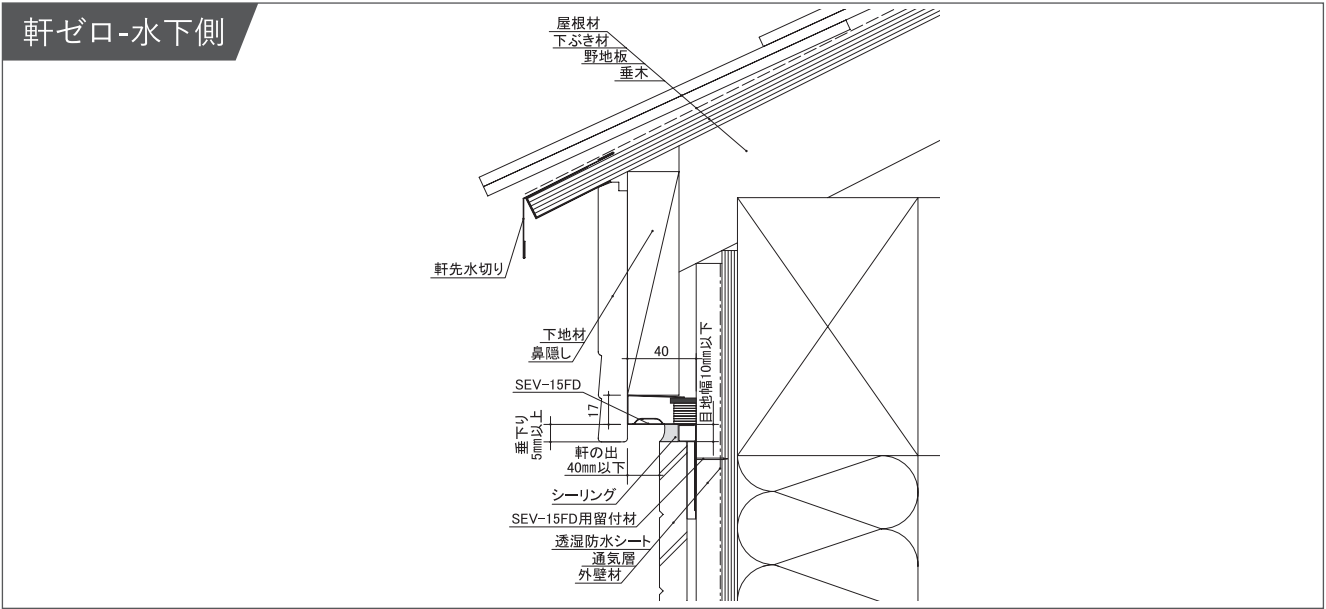 軒ゼロ-水下側
屋根材
下ぶき材
野地板
垂木
軒先水切り
下地材
鼻隠し
40
目地幅10mm以下
SEV-15FD
17
垂下り
5mm以上
軒の出
40mm以下
シーリング
SEV-15FD用留付材
透湿防水シート
通気層
外壁材